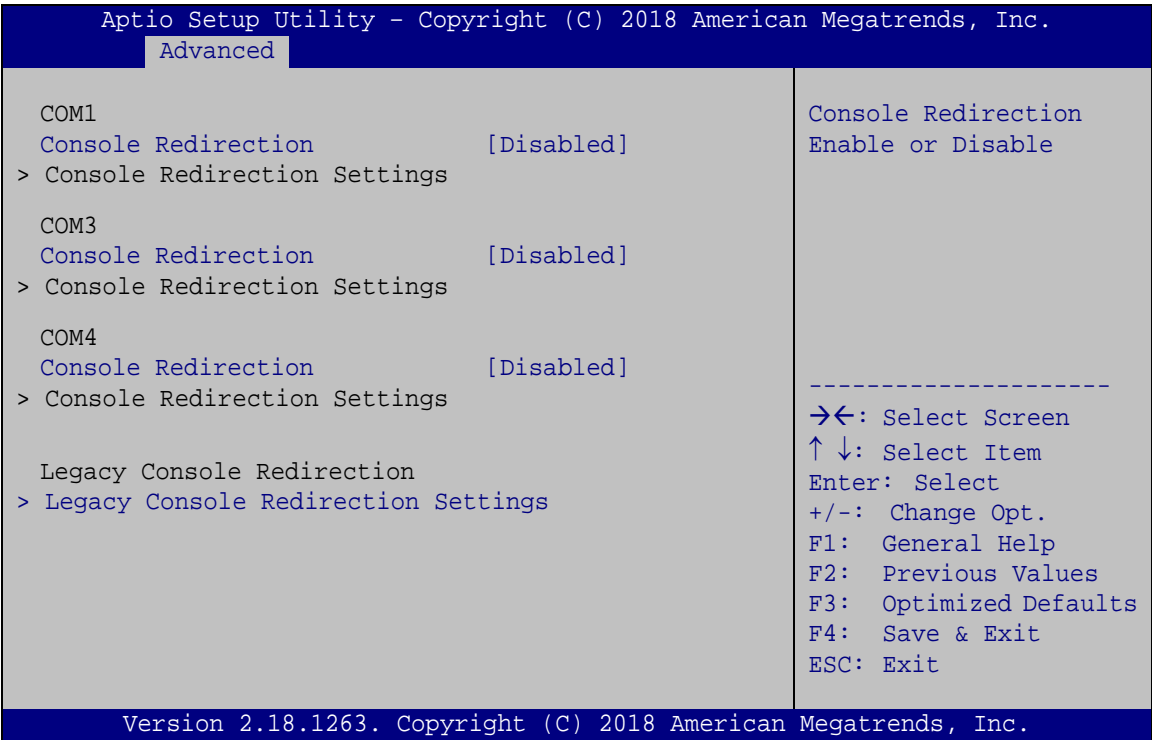 Aptio Setup Utility – Copyright (C) 2018 American Megatrends, Inc.
Advanced
COM1
Console Redirection [Disabled]
> Console Redirection Settings
COM3
Console Redirection [Disabled]
> Console Redirection Settings
COM4
Console Redirection [Disabled]
> Console Redirection Settings
Legacy Console Redirection
> Legacy Console Redirection Settings
Console Redirection
Enable or Disable
---------------------
→←: Select Screen
↑ ↓: Select Item
Enter: Select
+/-: Change Opt.
F1: General Help
F2: Previous Values
F3: Optimized Defaults
F4: Save & Exit
ESC: Exit
Version 2.18.1263. Copyright (C) 2018 American Megatrends, Inc.